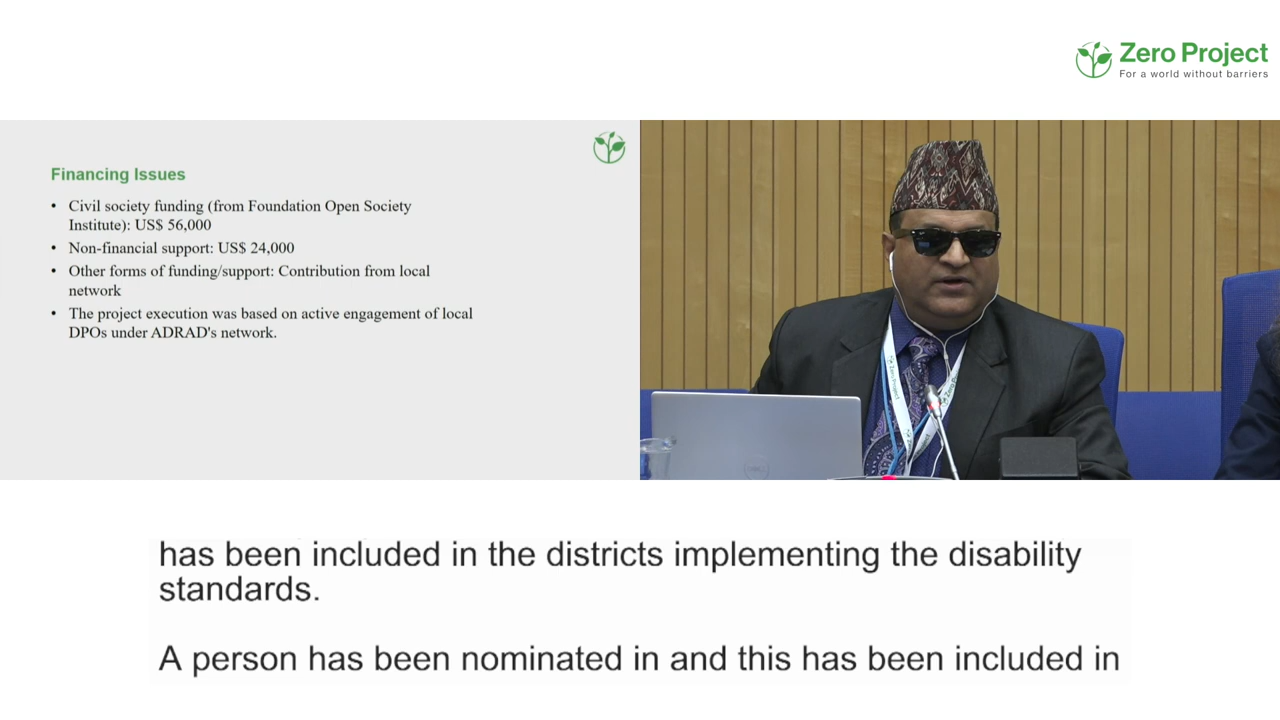 Zero Project
For a world without barriers
Financing Issues
• Civil society funding (from Foundation Open Society
Institute): US$ 56,000
• Non-financial support: US$ 24,000
• Other forms of funding/support: Contribution from local
network
• The project execution was based on active engagement of local
DPOs under ADRAD's network.
has been included in the districts implementing the disability
standards.
A person has been nominated in and this has been included in